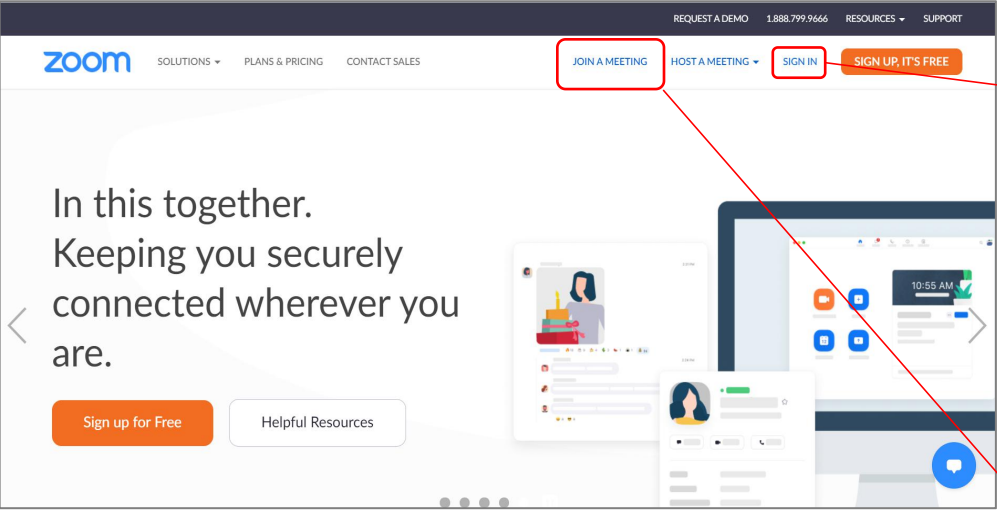 REQUEST A DEMO 1.888.799.9666 RESOURCES SUPPORT
zoom SOLUTIONS PLANS & PRICING CONTACT SALES JOIN A MEETING HOST A MEETING SIGN IN SIGN UP, IT'S FREE
In this together.
Keeping you securely
connected wherever you
are.
10:55 AM
Sign up for Free Helpful Resources